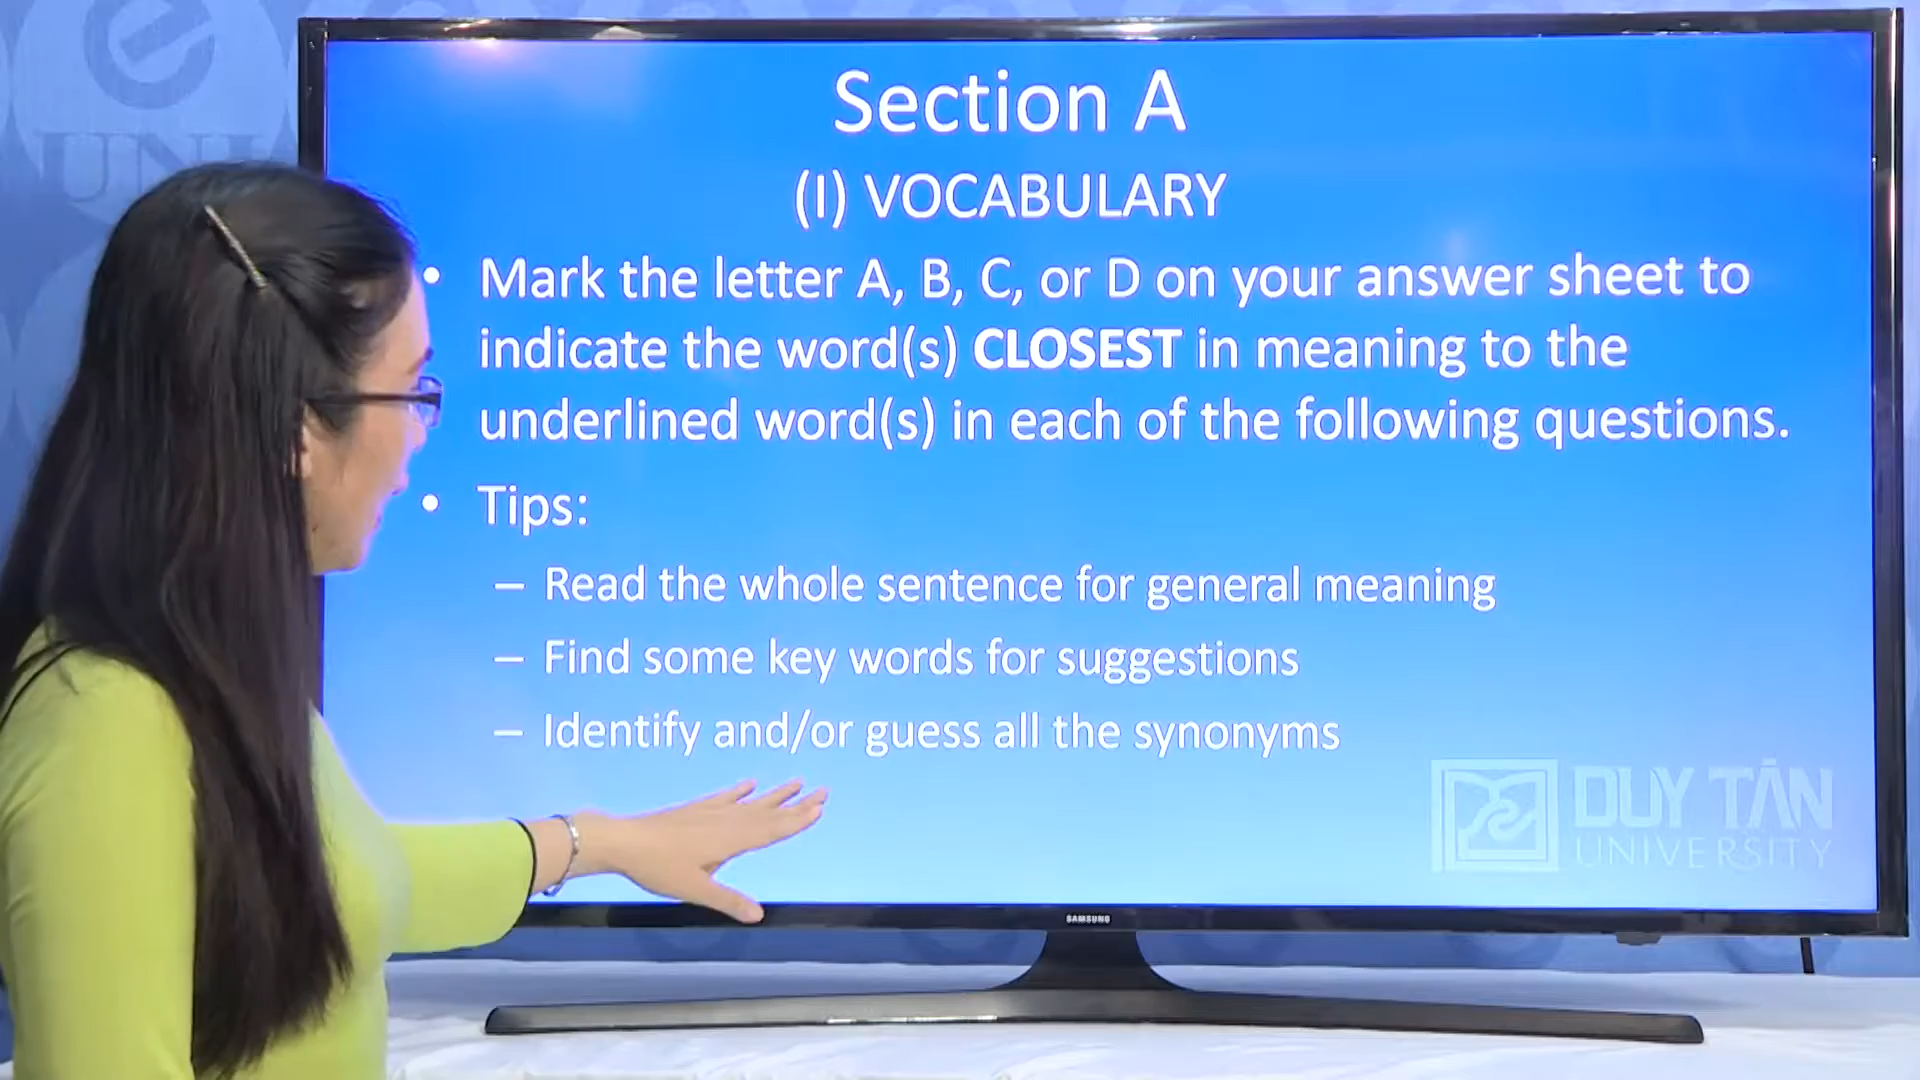 e
UNI
Section A
(I) VOCABULARY
• Mark the letter A, B, C, or D on your answer sheet to
indicate the word(s) CLOSEST in meaning to the
underlined word(s) in each of the following questions.
• Tips:
– Read the whole sentence for general meaning
– Find some key words for suggestions
– Identify and/or guess all the synonyms
DUY TÂN
UNIVERSITY
SAMSUNG